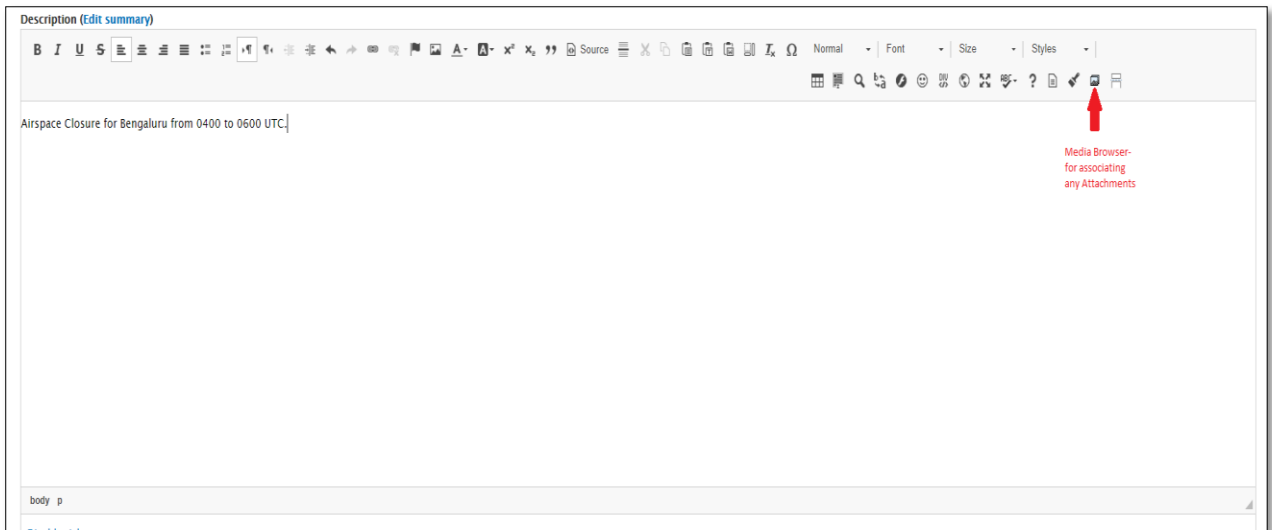 Description (Edit summary)
B I U S Source Normal Font Size Styles
Airspace Closure for Bengaluru from 0400 to 0600 UTC.
Media Browser-
for associating
any Attachments
body p